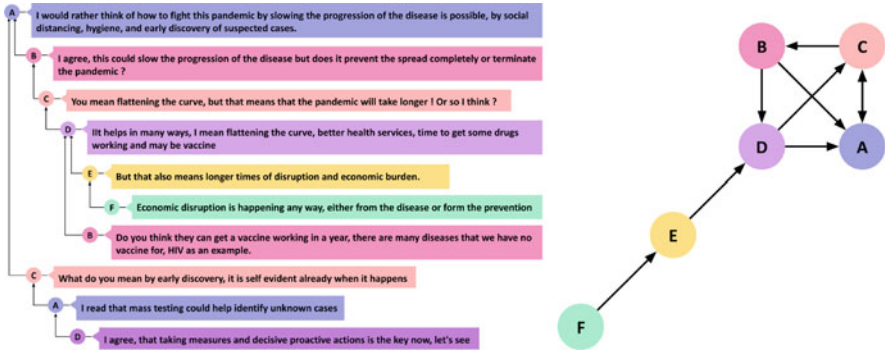 A
I would rather think of how to fight this pandemic by slowing the progression of the disease is possible, by social
distancing, hygiene, and early discovery of suspected cases.
B
I agree, this could slow the progression of the disease but does it prevent the spread completely or terminate
the pandemic ?
C
You mean flattening the curve, but that means that the pandemic will take longer ! Or so I think ?
D
IIt helps in many ways, I mean flattening the curve, better health services, time to get some drugs
working and may be vaccine
E
But that also means longer times of disruption and economic burden.
F
Economic disruption is happening any way, either from the disease or form the prevention
B
Do you think they can get a vaccine working in a year, there are many diseases that we have no
vaccine for, HIV as an example.
C
What do you mean by early discovery, it is self evident already when it happens
A
I read that mass testing could help identify unknown cases
D
I agree, that taking measures and decisive proactive actions is the key now, let's see
B
C
D
A
E
F